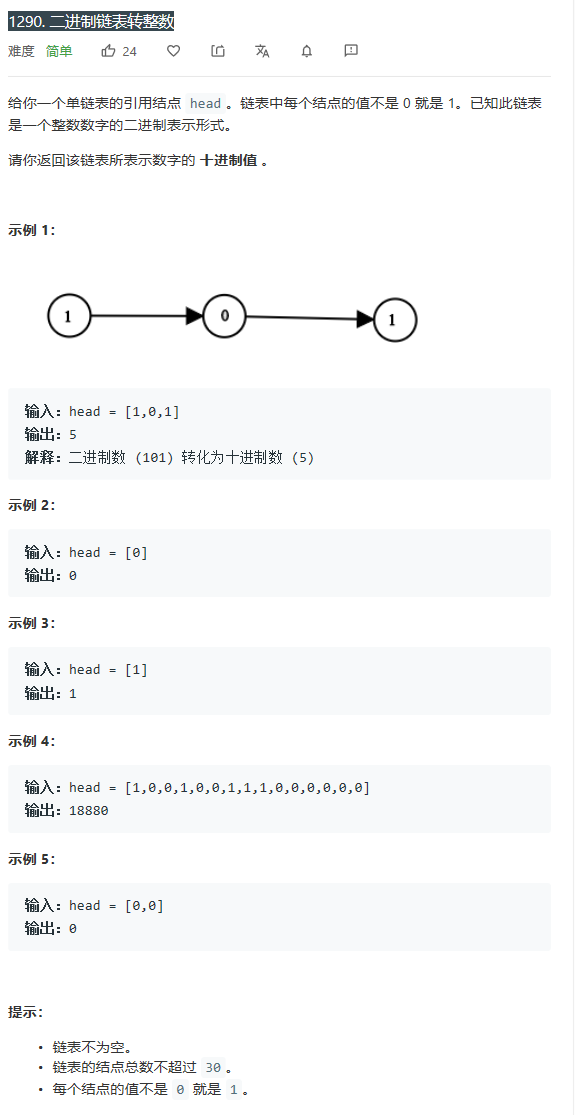 1290. 二进制链表转整数
难度 简单 24
给你一个单链表的引用结点 head 。链表中每个结点的值不是 0 就是 1。已知此链表
是一个整数数字的二进制表示形式。
请你返回该链表所表示数字的 十进制值 。
示例 1：
1 0 1
输入：head = [1,0,1]
输出：5
解释：二进制数 (101) 转化为十进制数 (5)
示例 2：
输入：head = [0]
输出：0
示例 3：
输入：head = [1]
输出：1
示例 4：
输入：head = [1,0,0,1,0,0,1,1,1,0,0,0,0,0,0]
输出：18880
示例 5：
输入：head = [0,0]
输出：0
提示：
• 链表不为空。
• 链表的结点总数不超过 30 。
• 每个结点的值不是 0 就是 1 。